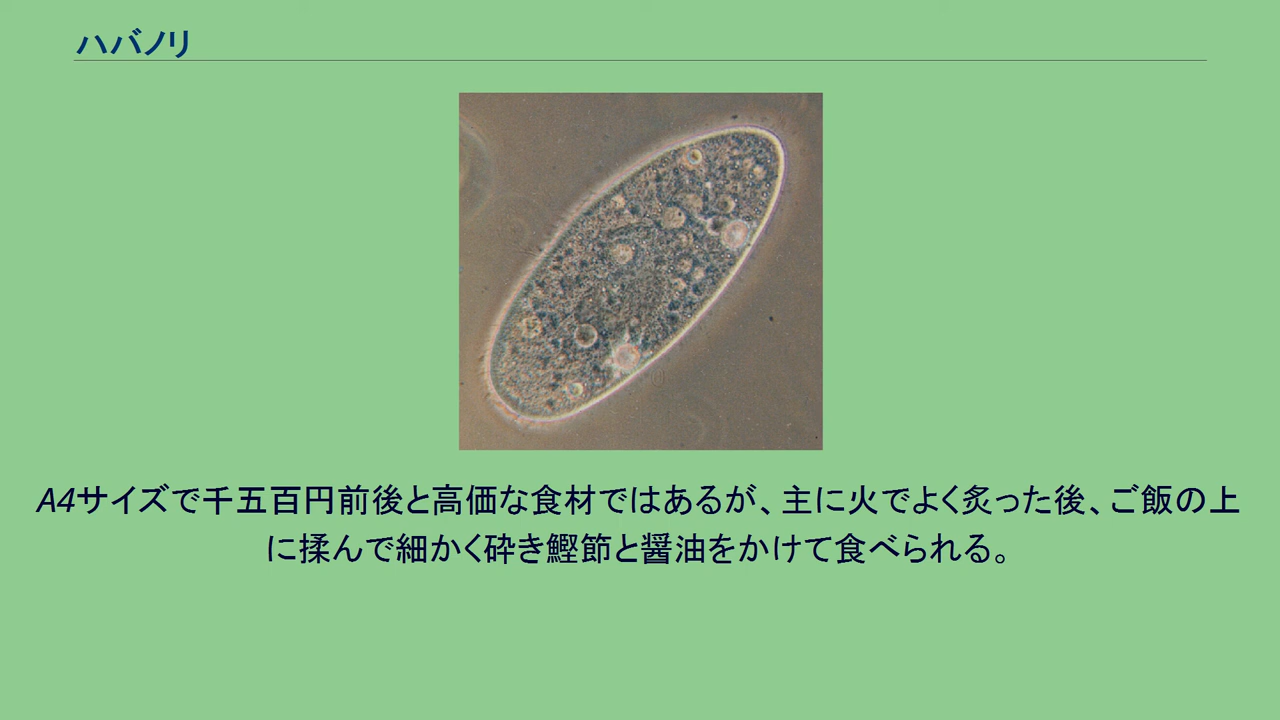 ハバノリ
A4サイズで千五百円前後と高価な食材ではあるが、主に火でよく炙った後、ご飯の上
に揉んで細かく砕き鰹節と醤油をかけて食べられる。